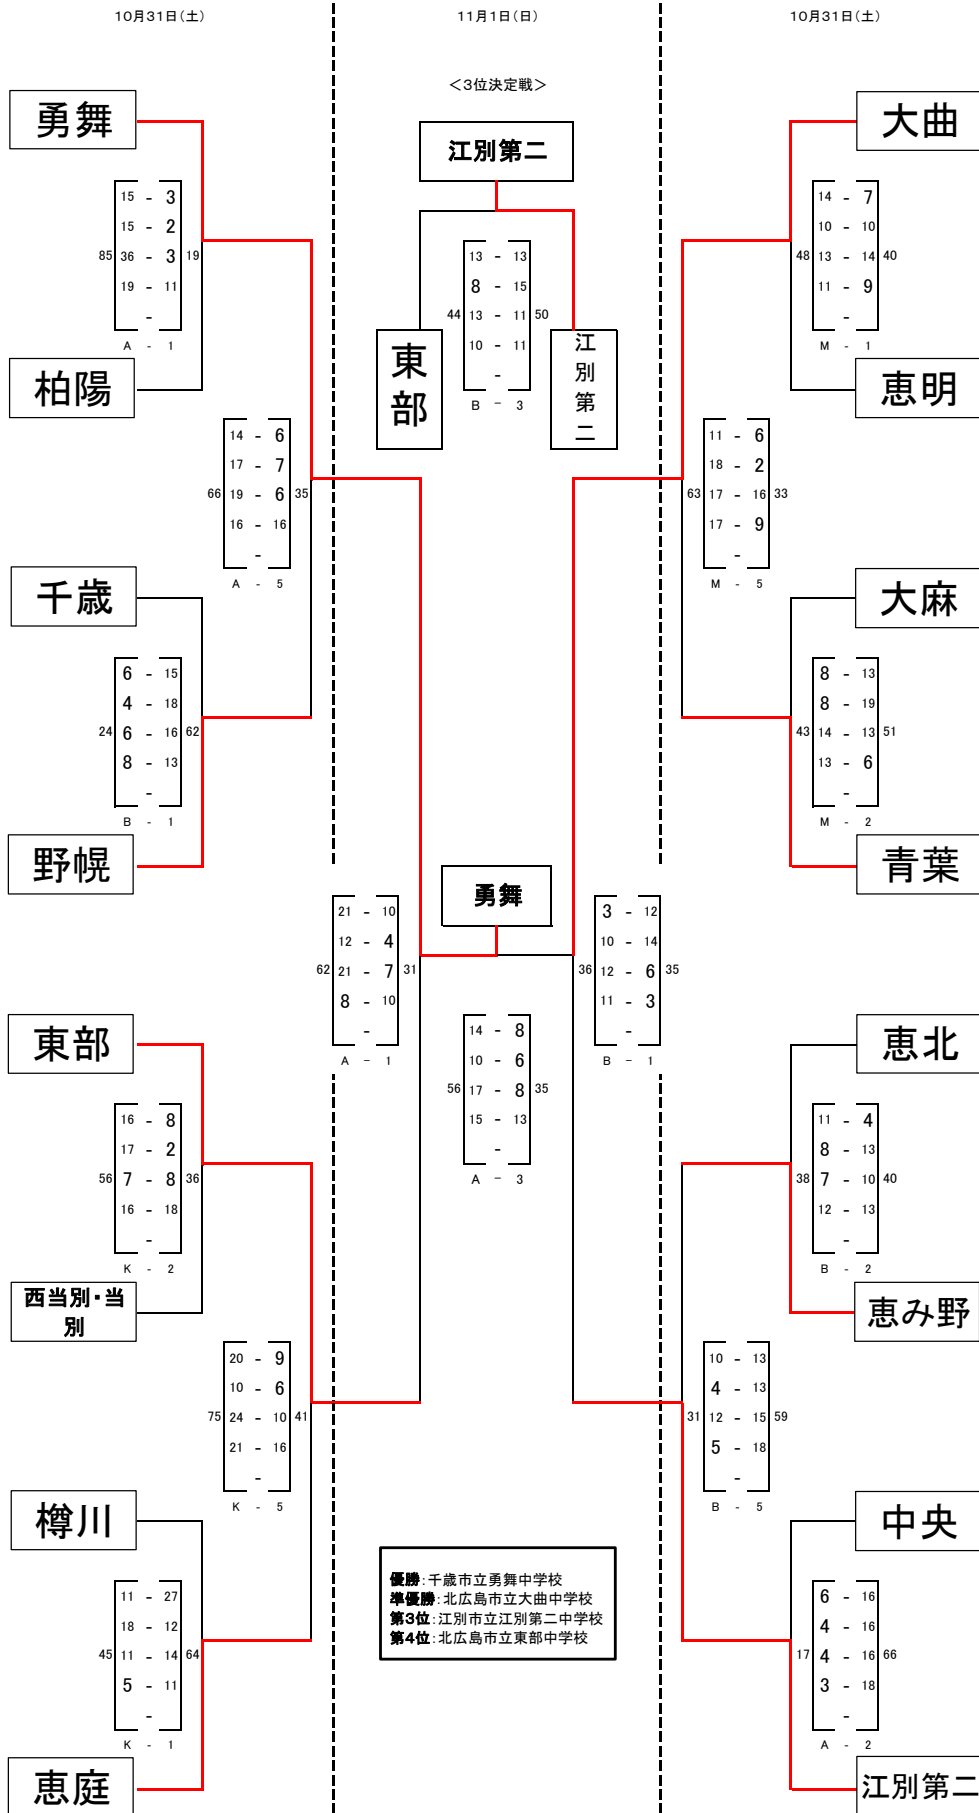 10月31日(土)
11月1日(日)
10月31日(土)
<3位決定戦>
勇舞
江別第二
大曲
15 - 3
15 - 2
85 36 - 3 19
19 - 11
-
A - 1
13 - 13
8 - 15
44 13 - 11 50
10 - 11
-
B - 3
14 - 7
10 - 10
48 13 - 14 40
11 - 9
-
M - 1
柏陽
東部
江別第二
恵明
14 - 6
17 - 7
66 19 - 6 35
16 - 16
-
A - 5
11 - 6
18 - 2
63 17 - 16 33
17 - 9
-
M - 5
千歳
大麻
6 - 15
4 - 18
24 6 - 16 62
8 - 13
-
B - 1
8 - 13
8 - 19
43 14 - 13 51
13 - 6
-
M - 2
野幌
勇舞
青葉
21 - 10
12 - 4
62 21 - 7 31
8 - 10
-
A - 1
3 - 12
10 - 14
36 12 - 6 35
11 - 3
-
B - 1
14 - 8
10 - 6
56 17 - 8 35
15 - 13
-
A - 3
東部
恵北
16 - 8
17 - 2
56 7 - 8 36
16 - 18
-
K - 2
11 - 4
8 - 13
38 7 - 10 40
12 - 13
-
B - 2
西当別・当
別
恵み野
20 - 9
10 - 6
75 24 - 10 41
21 - 16
-
K - 5
10 - 13
4 - 13
31 12 - 15 59
5 - 18
-
B - 5
樽川
中央
11 - 27
18 - 12
45 11 - 14 64
5 - 11
-
K - 1
優勝:千歳市立勇舞中学校
準優勝:北広島市立大曲中学校
第3位:江別市立江別第二中学校
第4位:北広島市立東部中学校
6 - 16
4 - 16
17 4 - 16 66
3 - 18
-
A - 2
恵庭
江別第二